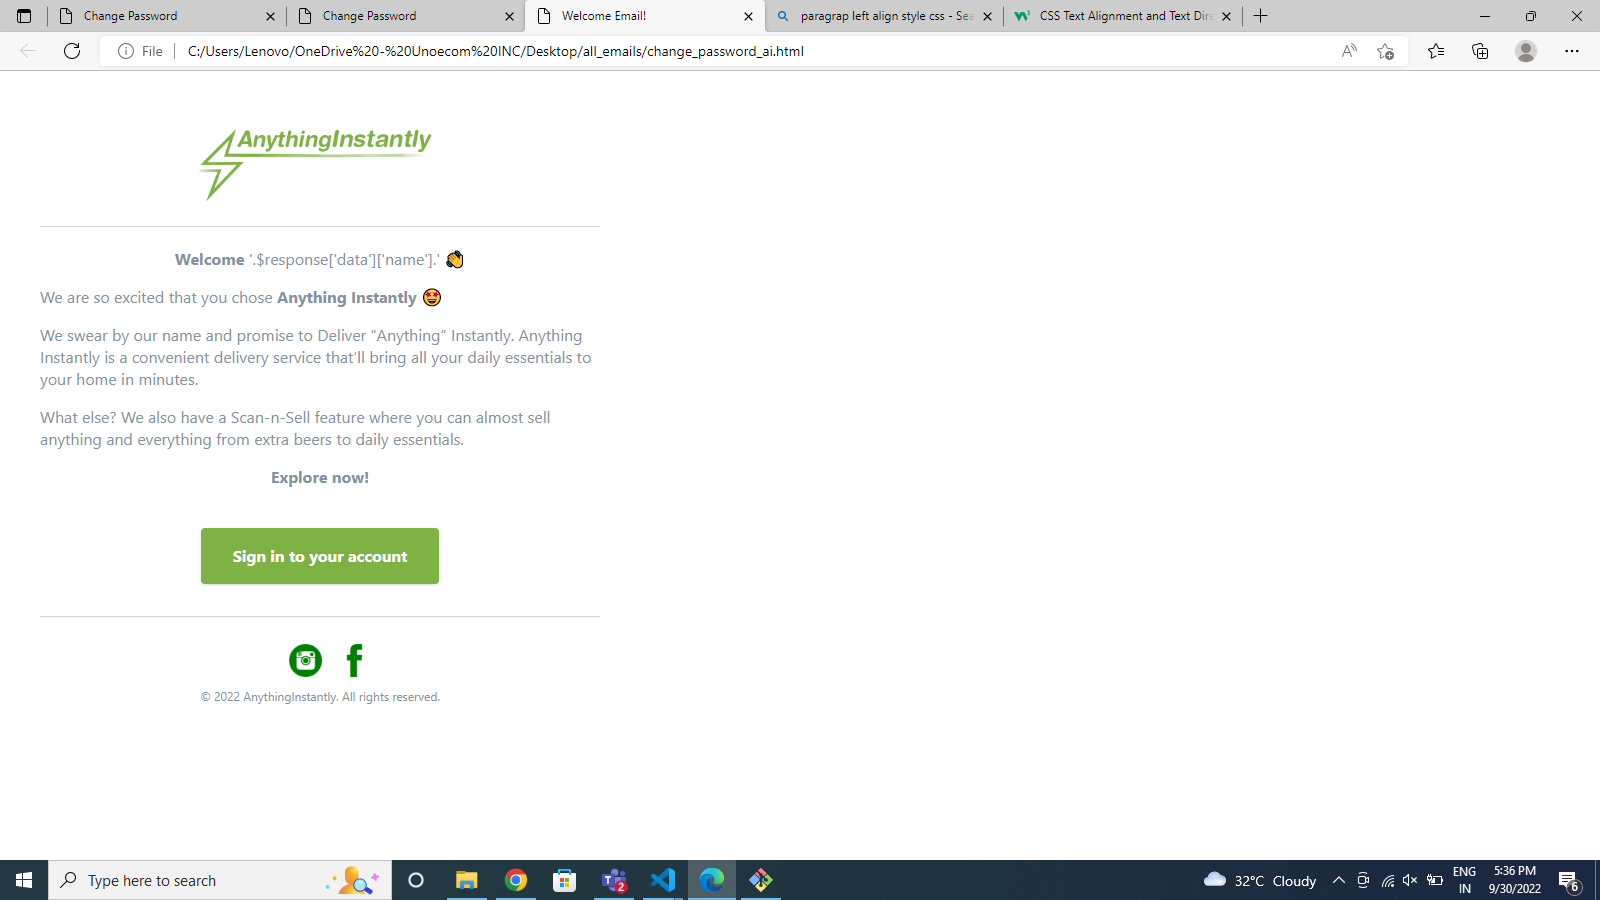 Change Password
Change Password
Welcome Email!
paragrap left align style css - Sea
CSS Text Alignment and Text Dire
File
C:/Users/Lenovo/OneDrive%20-%20Unoecom%20INC/Desktop/all_emails/change_password_ai.html
AnythingInstantly
Welcome '.$response['data']['name'].' 👋
We are so excited that you chose Anything Instantly 🤩
We swear by our name and promise to Deliver “Anything” Instantly. Anything
Instantly is a convenient delivery service that’ll bring all your daily essentials to
your home in minutes.
What else? We also have a Scan-n-Sell feature where you can almost sell
anything and everything from extra beers to daily essentials.
Explore now!
Sign in to your account
© 2022 AnythingInstantly. All rights reserved.
Type here to search
2
32°C Cloudy
ENG
IN
5:36 PM
9/30/2022
6